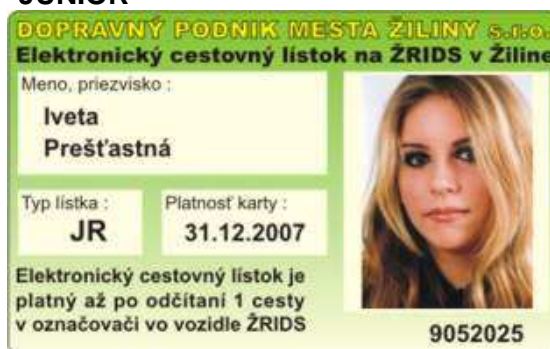 JUNIOR
DOPRAVNÝ PODNIK MESTA ŽILINY s.r.o.
Elektronický cestovný lístok na ŽRIDS v Žiline
Meno, priezvisko :
Iveta
Prešťastná
Typ lístka :
JR
Platnosť karty :
31.12.2007
Elektronický cestovný lístok je
platný až po odčítaní 1 cesty
v označovači vo vozidle ŽRIDS
9052025